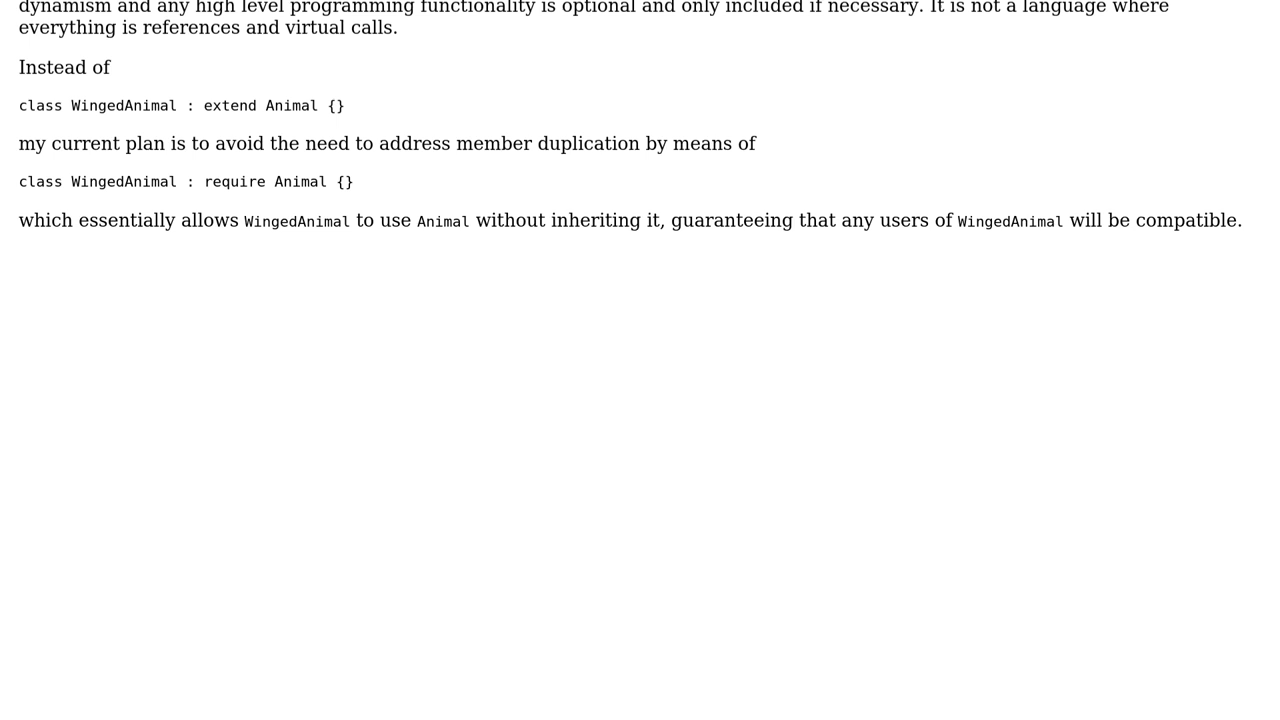 dynamism and any high level programming functionality is optional and only included if necessary. It is not a language where
everything is references and virtual calls.
Instead of
class WingedAnimal : extend Animal {}
my current plan is to avoid the need to address member duplication by means of
class WingedAnimal : require Animal {}
which essentially allows WingedAnimal to use Animal without inheriting it, guaranteeing that any users of WingedAnimal will be compatible.